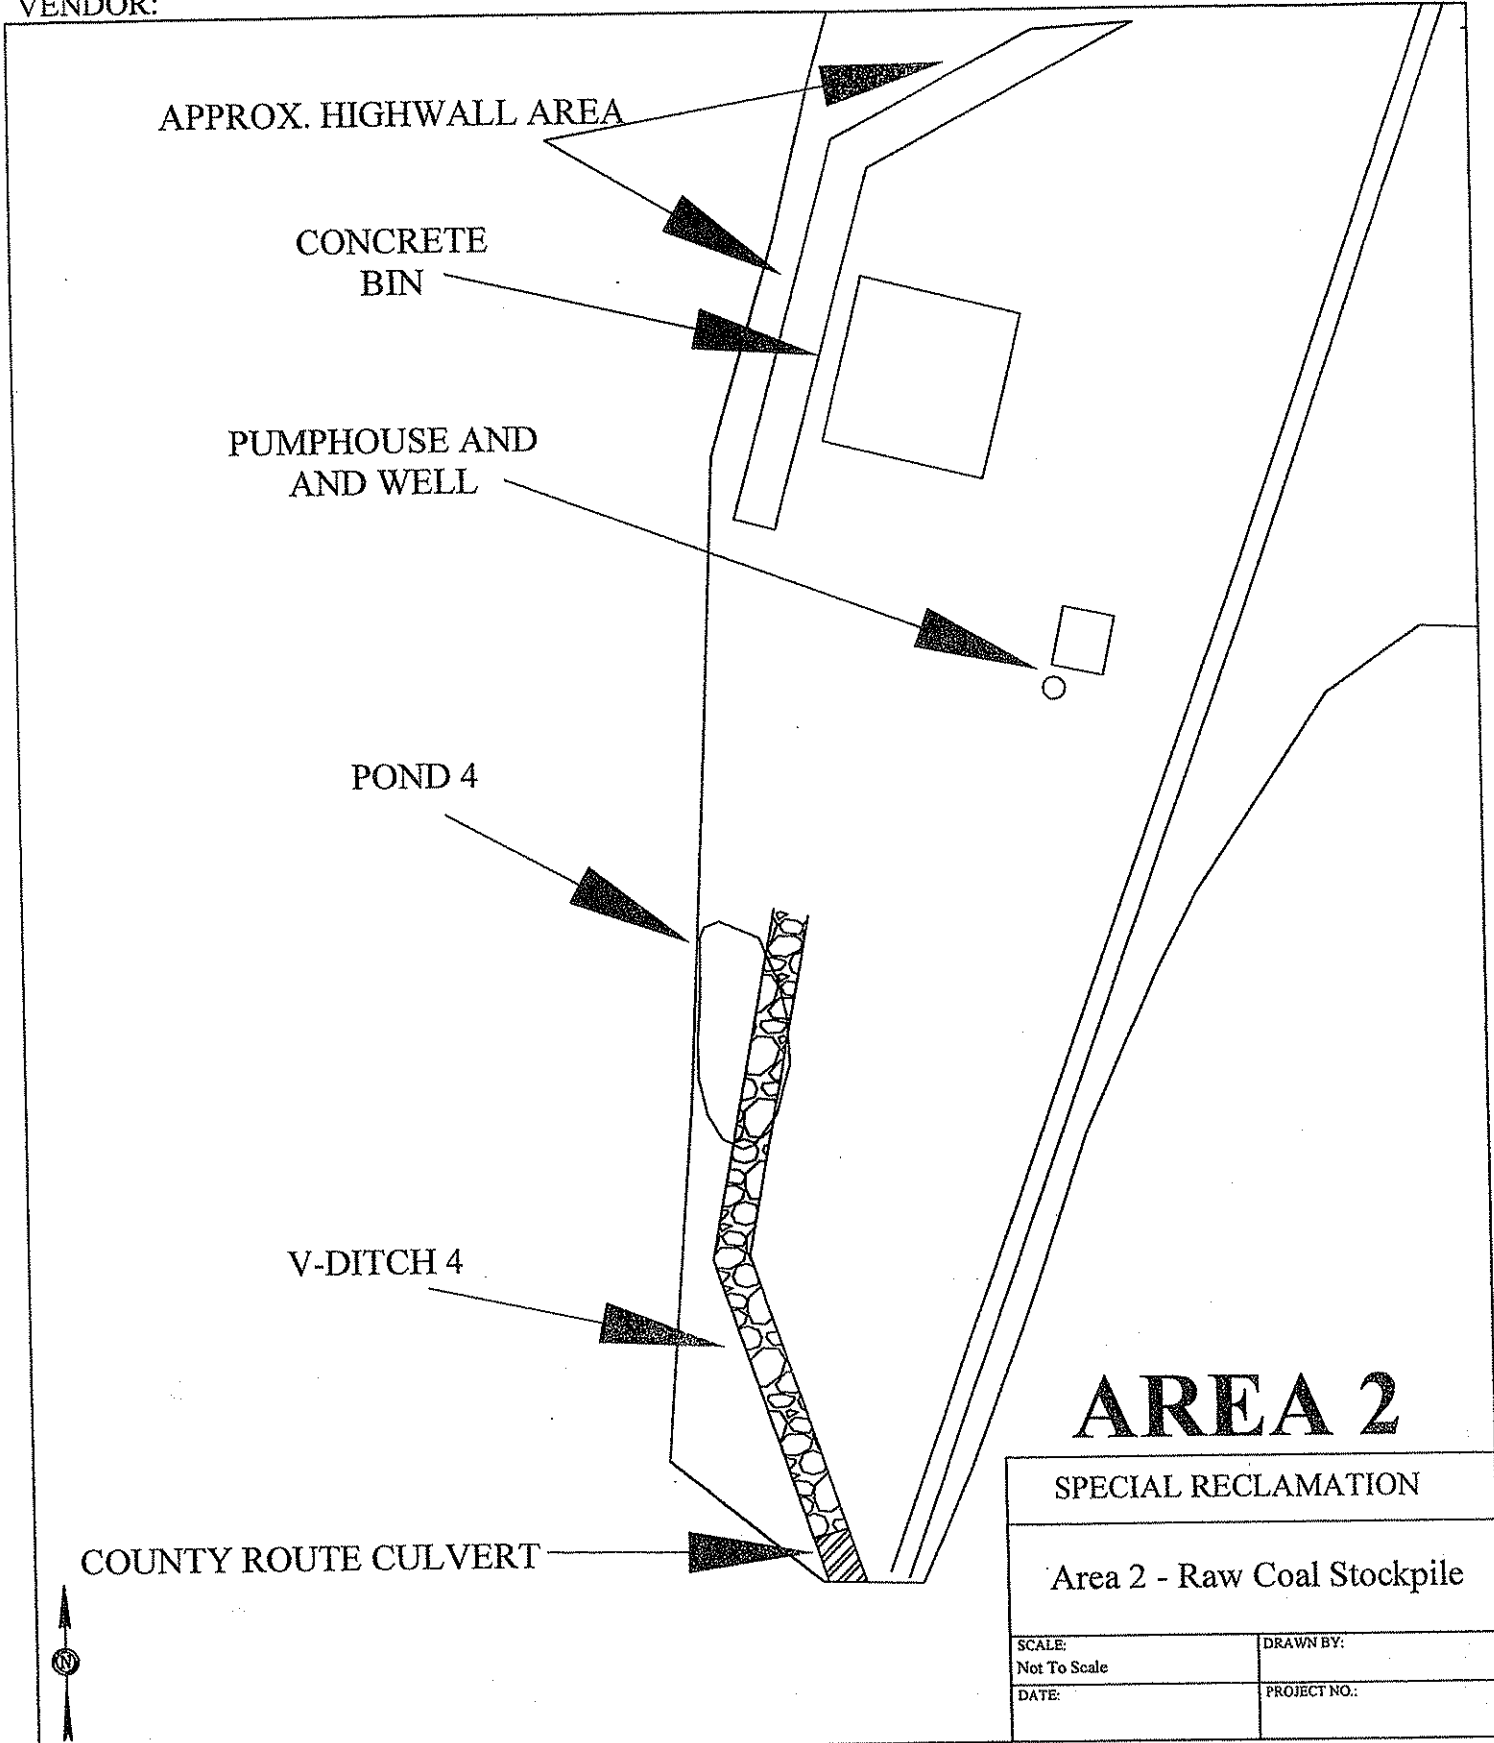 VENDOR:
APPROX. HIGHWALL AREA
CONCRETE
BIN
PUMPHOUSE AND
AND WELL
POND 4
V-DITCH 4
COUNTY ROUTE CULVERT
N
AREA 2
SPECIAL RECLAMATION
Area 2 - Raw Coal Stockpile
SCALE:
Not To Scale
DRAWN BY:
DATE:
PROJECT NO.: